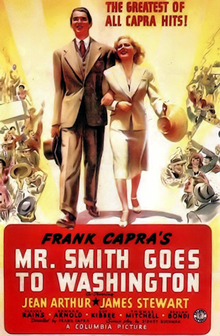 THE GREATEST OF
ALL CAPRA HITS!
FRANK CAPRA'S
MR. SMITH GOES
TO WASHINGTON
JEAN ARTHUR ★ JAMES STEWART
RAINS ARNOLD KIBBEE MITCHELL BONDI
A COLUMBIA PICTURE